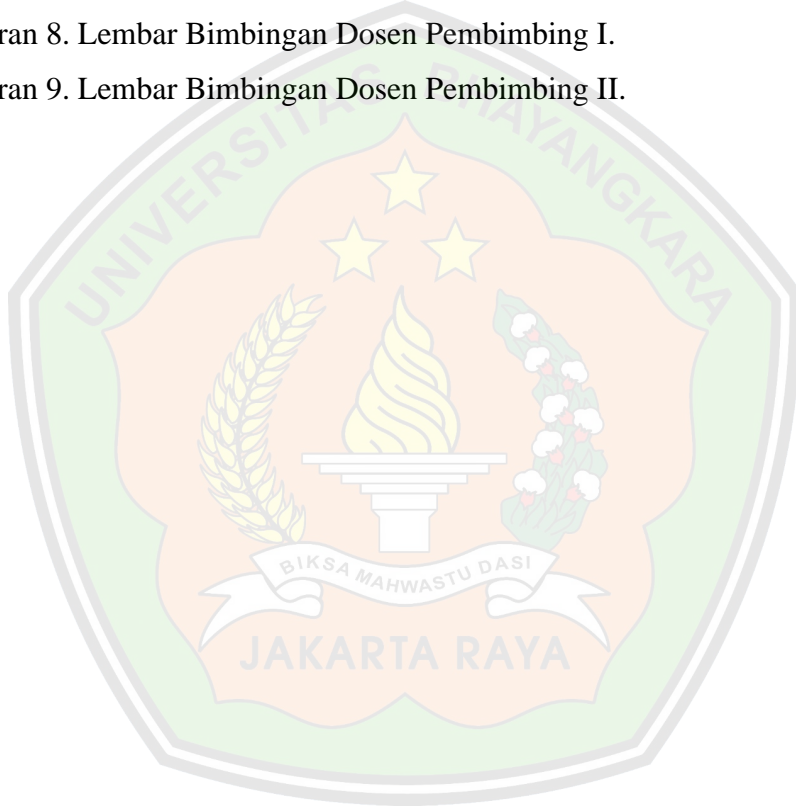 ran 8. Lembar Bimbingan Dosen Pembimbing I.
ran 9. Lembar Bimbingan Dosen Pembimbing II.
UNIVERSITAS BHAYANGKARA
BIKSA MAHWASTU DASI
JAKARTA RAYA